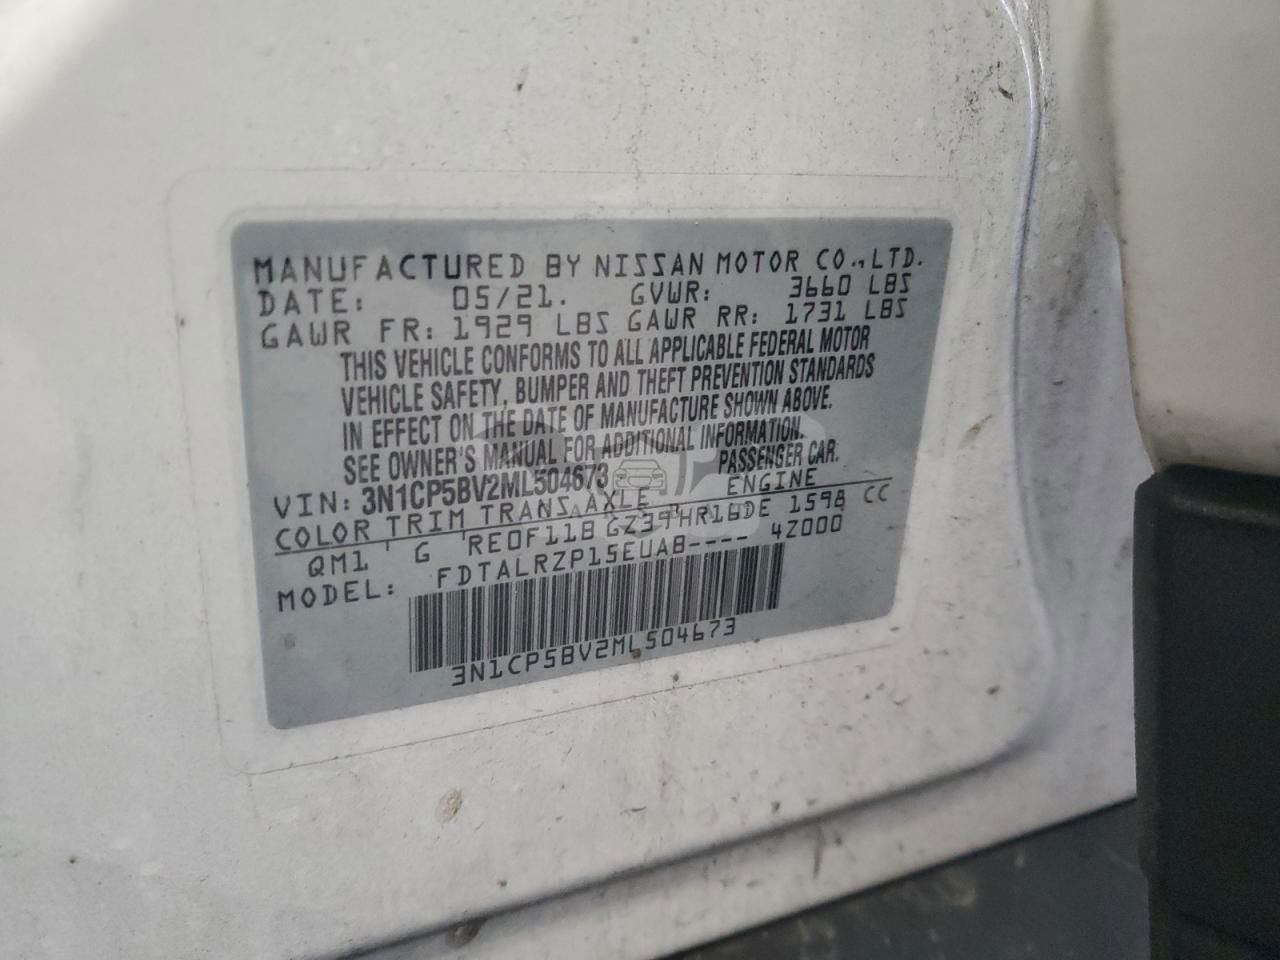 MANUFACTURED BY NISSAN MOTOR CO., LTD.
DATE: 05/21. GVWR: 3660 LBS
GAWR FR: 1929 LBS GAWR RR: 1731 LBS
THIS VEHICLE CONFORMS TO ALL APPLICABLE FEDERAL MOTOR
VEHICLE SAFETY, BUMPER AND THEFT PREVENTION STANDARDS
IN EFFECT ON THE DATE OF MANUFACTURE SHOWN ABOVE.
SEE OWNER'S MANUAL FOR ADDITIONAL INFORMATION.
VIN: 3N1CP5BV2ML504673 PASSENGER CAR.
COLOR TRIM TRANS AXLE ENGINE
QM1 G RE0F11B GZ39 HR16DE 1598 CC
MODEL: FDTALRZP15EUAB---- 4Z000
3N1CP5BV2ML504673